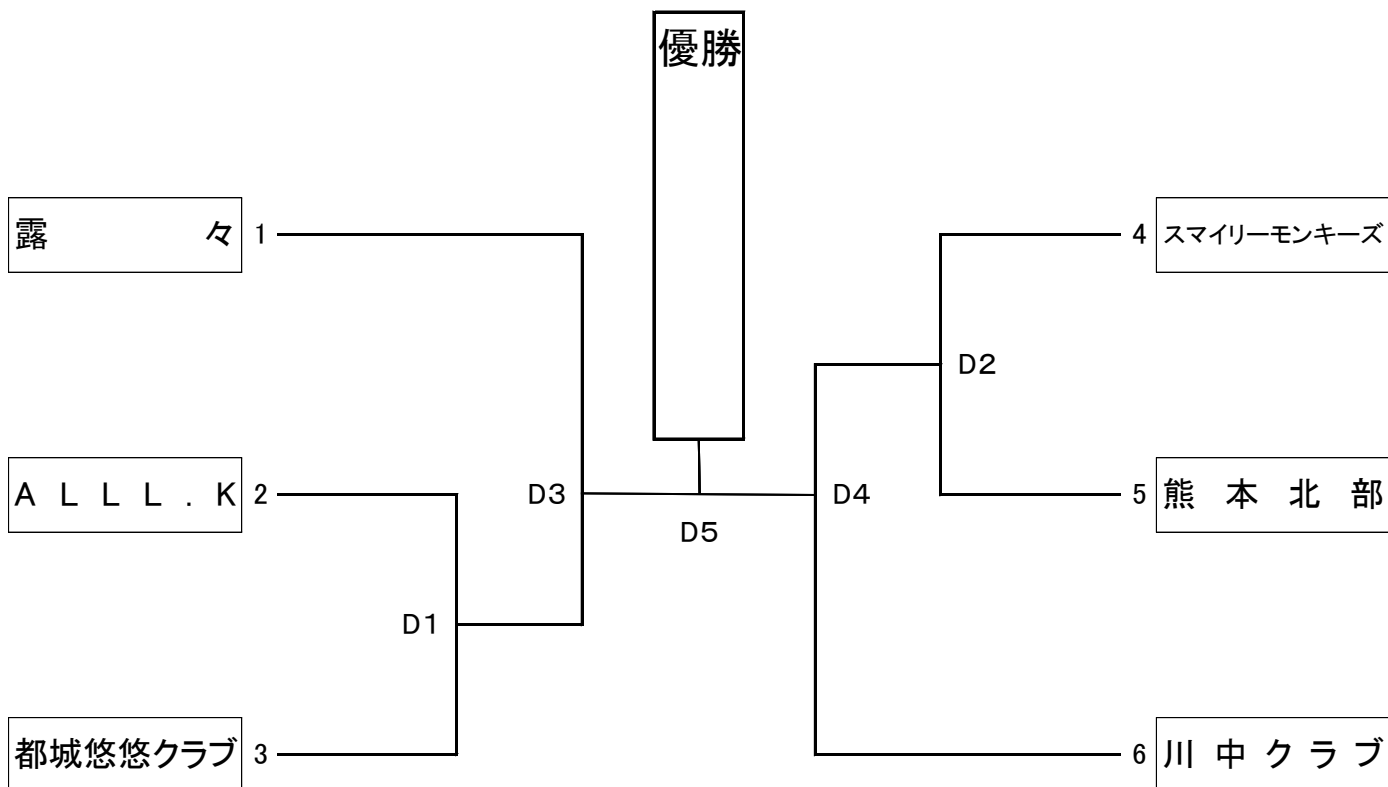 優勝
露々 1
4 スマイリーモンキーズ
D2
ALLL.K 2
D3
D4
5 熊本北部
D5
D1
都城悠悠クラブ 3
6 川中クラブ